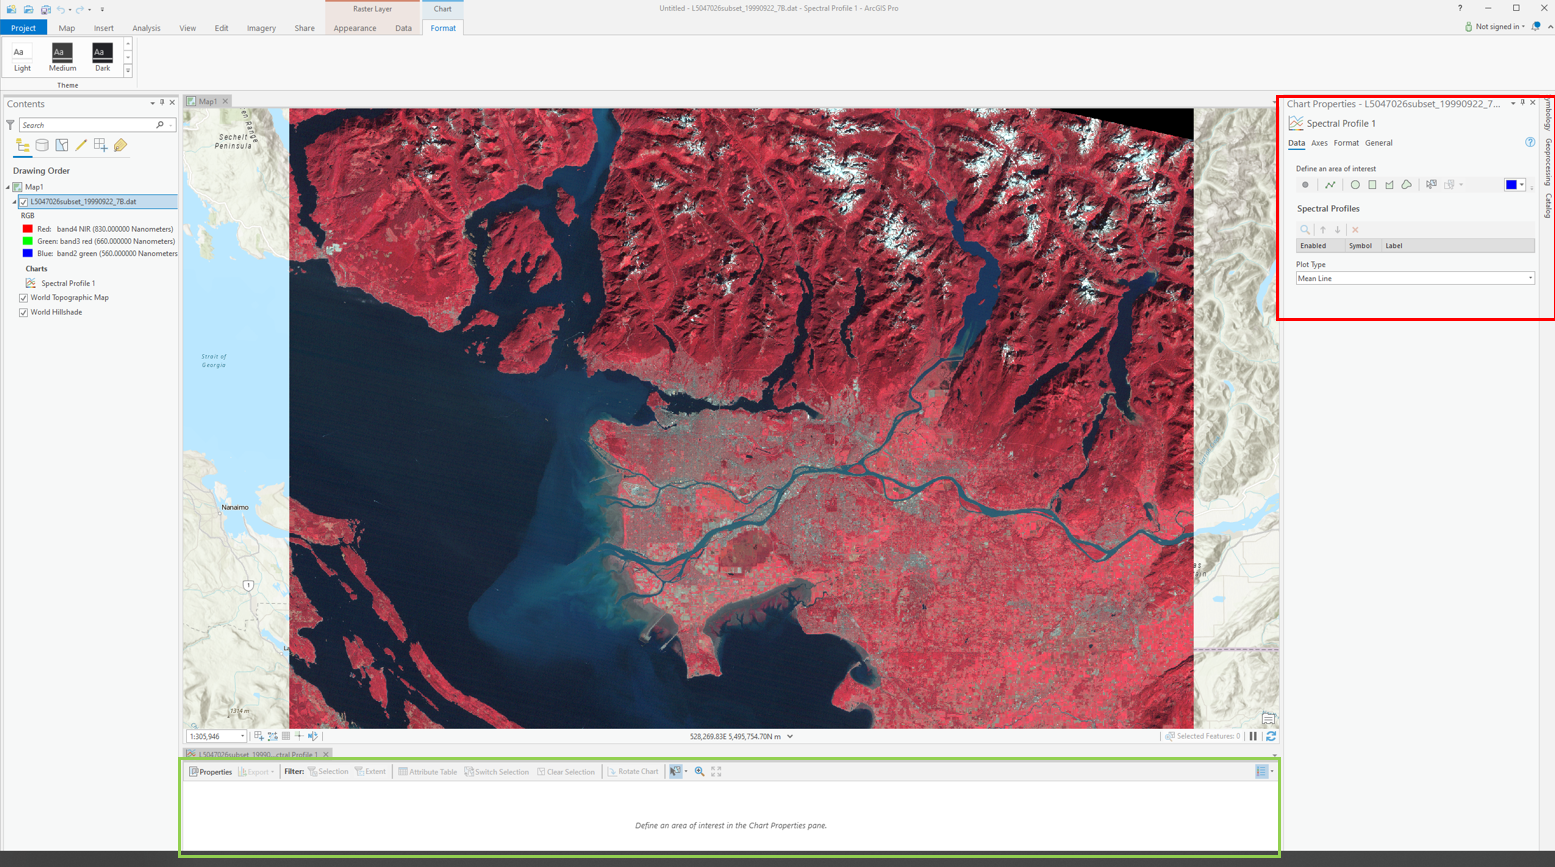 Untitled - L5047026subset_19990922_7B.dat - Spectral Profile 1 - ArcGIS Pro
Raster Layer
Chart
?
Project
Map
Insert
Analysis
View
Edit
Imagery
Share
Appearance
Data
Format
Not signed in
Aa
Aa
Aa
Light
Medium
Dark
Theme
Contents
Search
Drawing Order
Map1
L5047026subset_19990922_7B.dat
RGB
Red: band4 NIR (830.000000 Nanometers)
Green: band3 red (660.000000 Nanometers)
Blue: band2 green (560.000000 Nanometers
Charts
Spectral Profile 1
World Topographic Map
World Hillshade
Map1
Sechelt
Peninsula
Strait of
Georgia
Nanaimo
1
1314 m
1:305,946
528,269.83E 5,495,754.70N m
Selected Features: 0
L5047026subset_19990...ctral Profile 1
Properties
Export
Filter:
Selection
Extent
Attribute Table
Switch Selection
Clear Selection
Rotate Chart
Define an area of interest in the Chart Properties pane.
Chart Properties - L5047026subset_19990922_7...
Spectral Profile 1
Data
Axes
Format
General
?
Define an area of interest
Spectral Profiles
Enabled
Symbol
Label
Plot Type
Mean Line
ymbology
Geoprocessing
Catalog